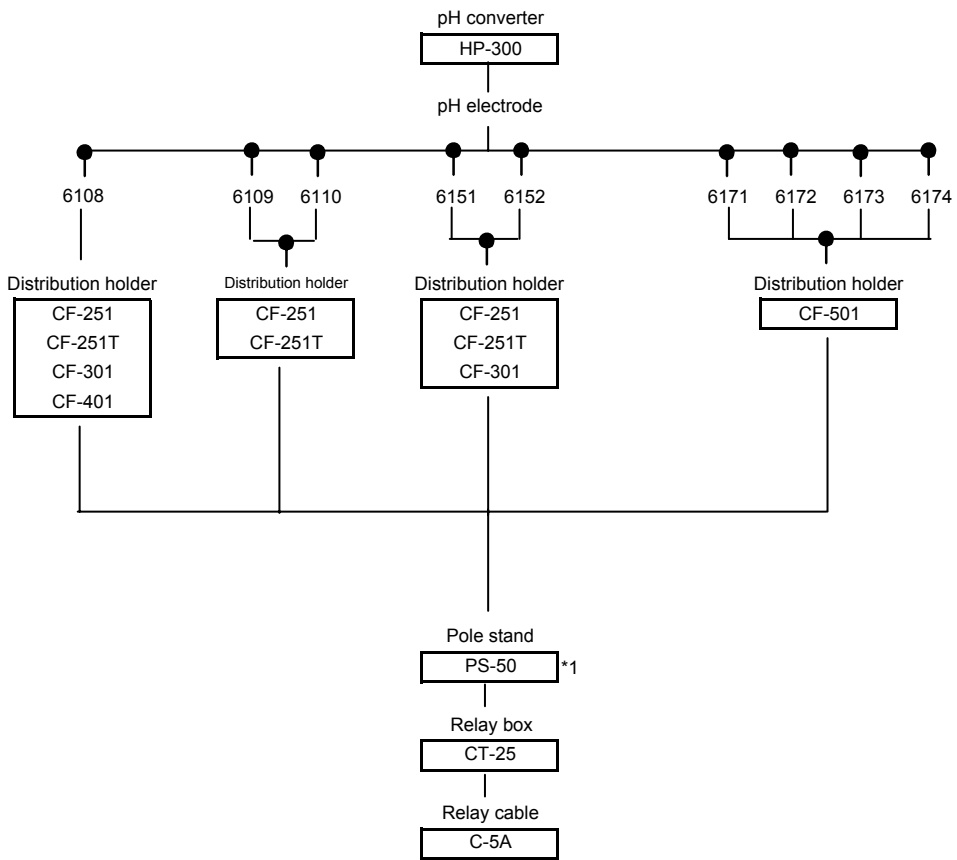 pH converter
HP-300
pH electrode
6108 6109 6110 6151 6152 6171 6172 6173 6174
Distribution holder Distribution holder Distribution holder Distribution holder
CF-251 CF-251 CF-251 CF-501
CF-251T CF-251T CF-251T
CF-301 CF-301
CF-401
Pole stand
PS-50 *1
Relay box
CT-25
Relay cable
C-5A